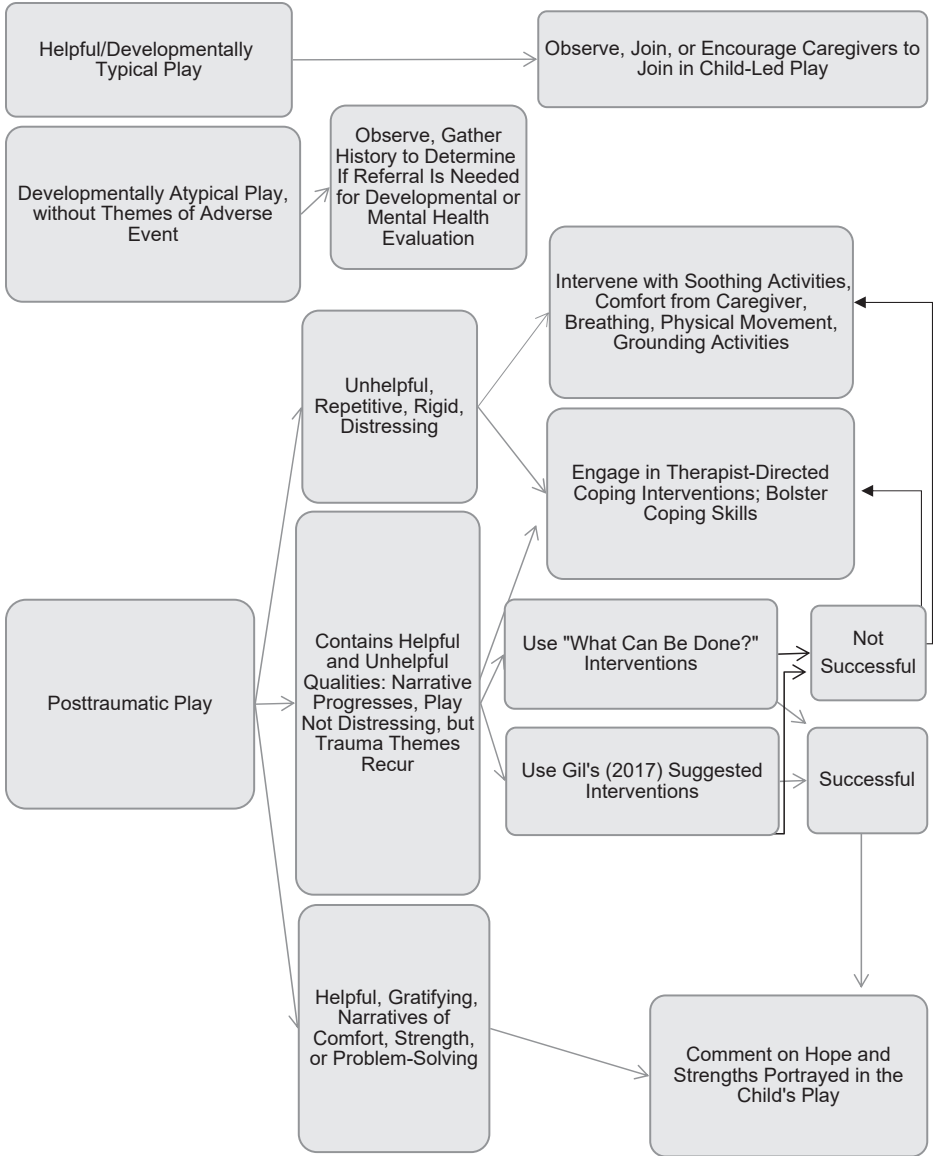 Helpful/Developmentally
Typical Play
Observe, Join, or Encourage Caregivers to
Join in Child-Led Play
Developmentally Atypical Play,
without Themes of Adverse
Event
Observe, Gather
History to Determine
If Referral Is Needed
for Developmental or
Mental Health
Evaluation
Intervene with Soothing Activities,
Comfort from Caregiver,
Breathing, Physical Movement,
Grounding Activities
Unhelpful,
Repetitive, Rigid,
Distressing
Engage in Therapist-Directed
Coping Interventions; Bolster
Coping Skills
Posttraumatic Play
Contains Helpful
and Unhelpful
Qualities: Narrative
Progresses, Play
Not Distressing, but
Trauma Themes
Recur
Use "What Can Be Done?"
Interventions
Not
Successful
Use Gil's (2017) Suggested
Interventions
Successful
Helpful, Gratifying,
Narratives of
Comfort, Strength,
or Problem-Solving
Comment on Hope and
Strengths Portrayed in the
Child's Play